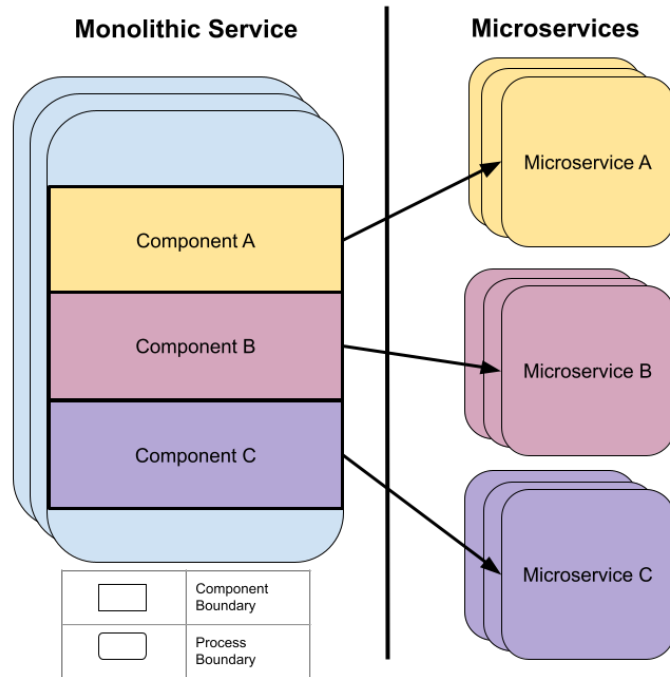 Monolithic Service
Microservices
Component A
Component B
Component C
Microservice A
Microservice B
Microservice C
Component
Boundary
Process
Boundary